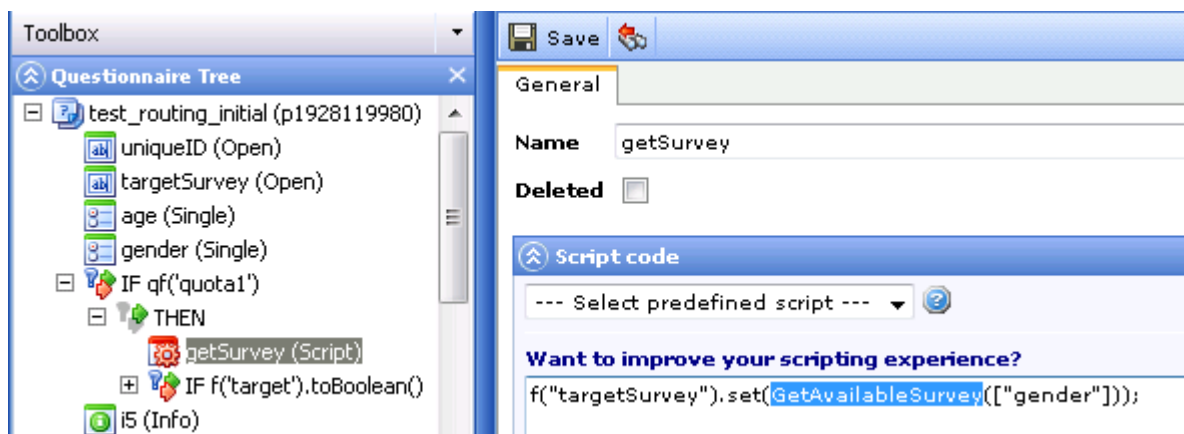 Toolbox
Questionnaire Tree
test_routing_initial (p1928119980)
uniqueID (Open)
targetSurvey (Open)
age (Single)
gender (Single)
IF qf('quota1')
THEN
getSurvey (Script)
IF f('target').toBoolean()
i5 (Info)
Save
General
Name getSurvey
Deleted
Script code
--- Select predefined script ---
Want to improve your scripting experience?
f("targetSurvey").set(GetAvailableSurvey(["gender"]));